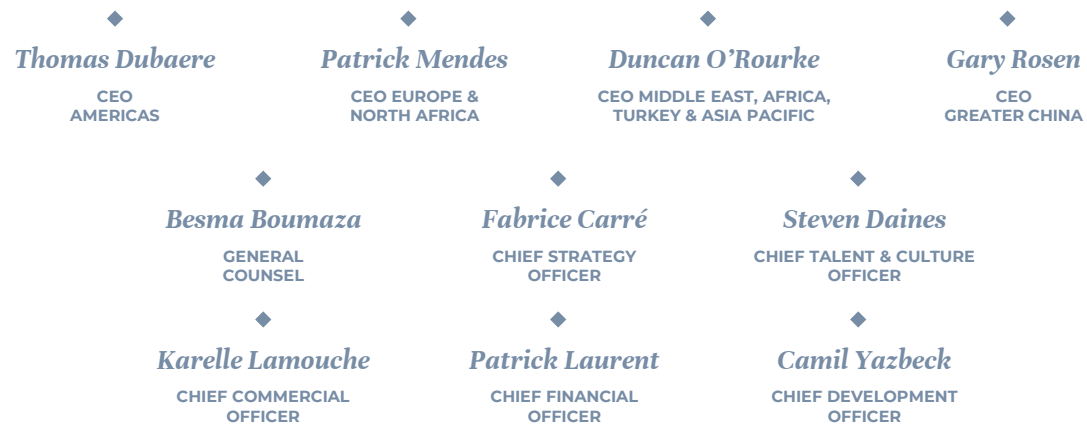 Thomas Dubaere
CEO
AMERICAS
Patrick Mendes
CEO EUROPE &
NORTH AFRICA
Duncan O’Rourke
CEO MIDDLE EAST, AFRICA,
TURKEY & ASIA PACIFIC
Gary Rosen
CEO
GREATER CHINA
Besma Boumaza
GENERAL
COUNSEL
Fabrice Carré
CHIEF STRATEGY
OFFICER
Steven Daines
CHIEF TALENT & CULTURE
OFFICER
Karelle Lamouche
CHIEF COMMERCIAL
OFFICER
Patrick Laurent
CHIEF FINANCIAL
OFFICER
Camil Yazbeck
CHIEF DEVELOPMENT
OFFICER